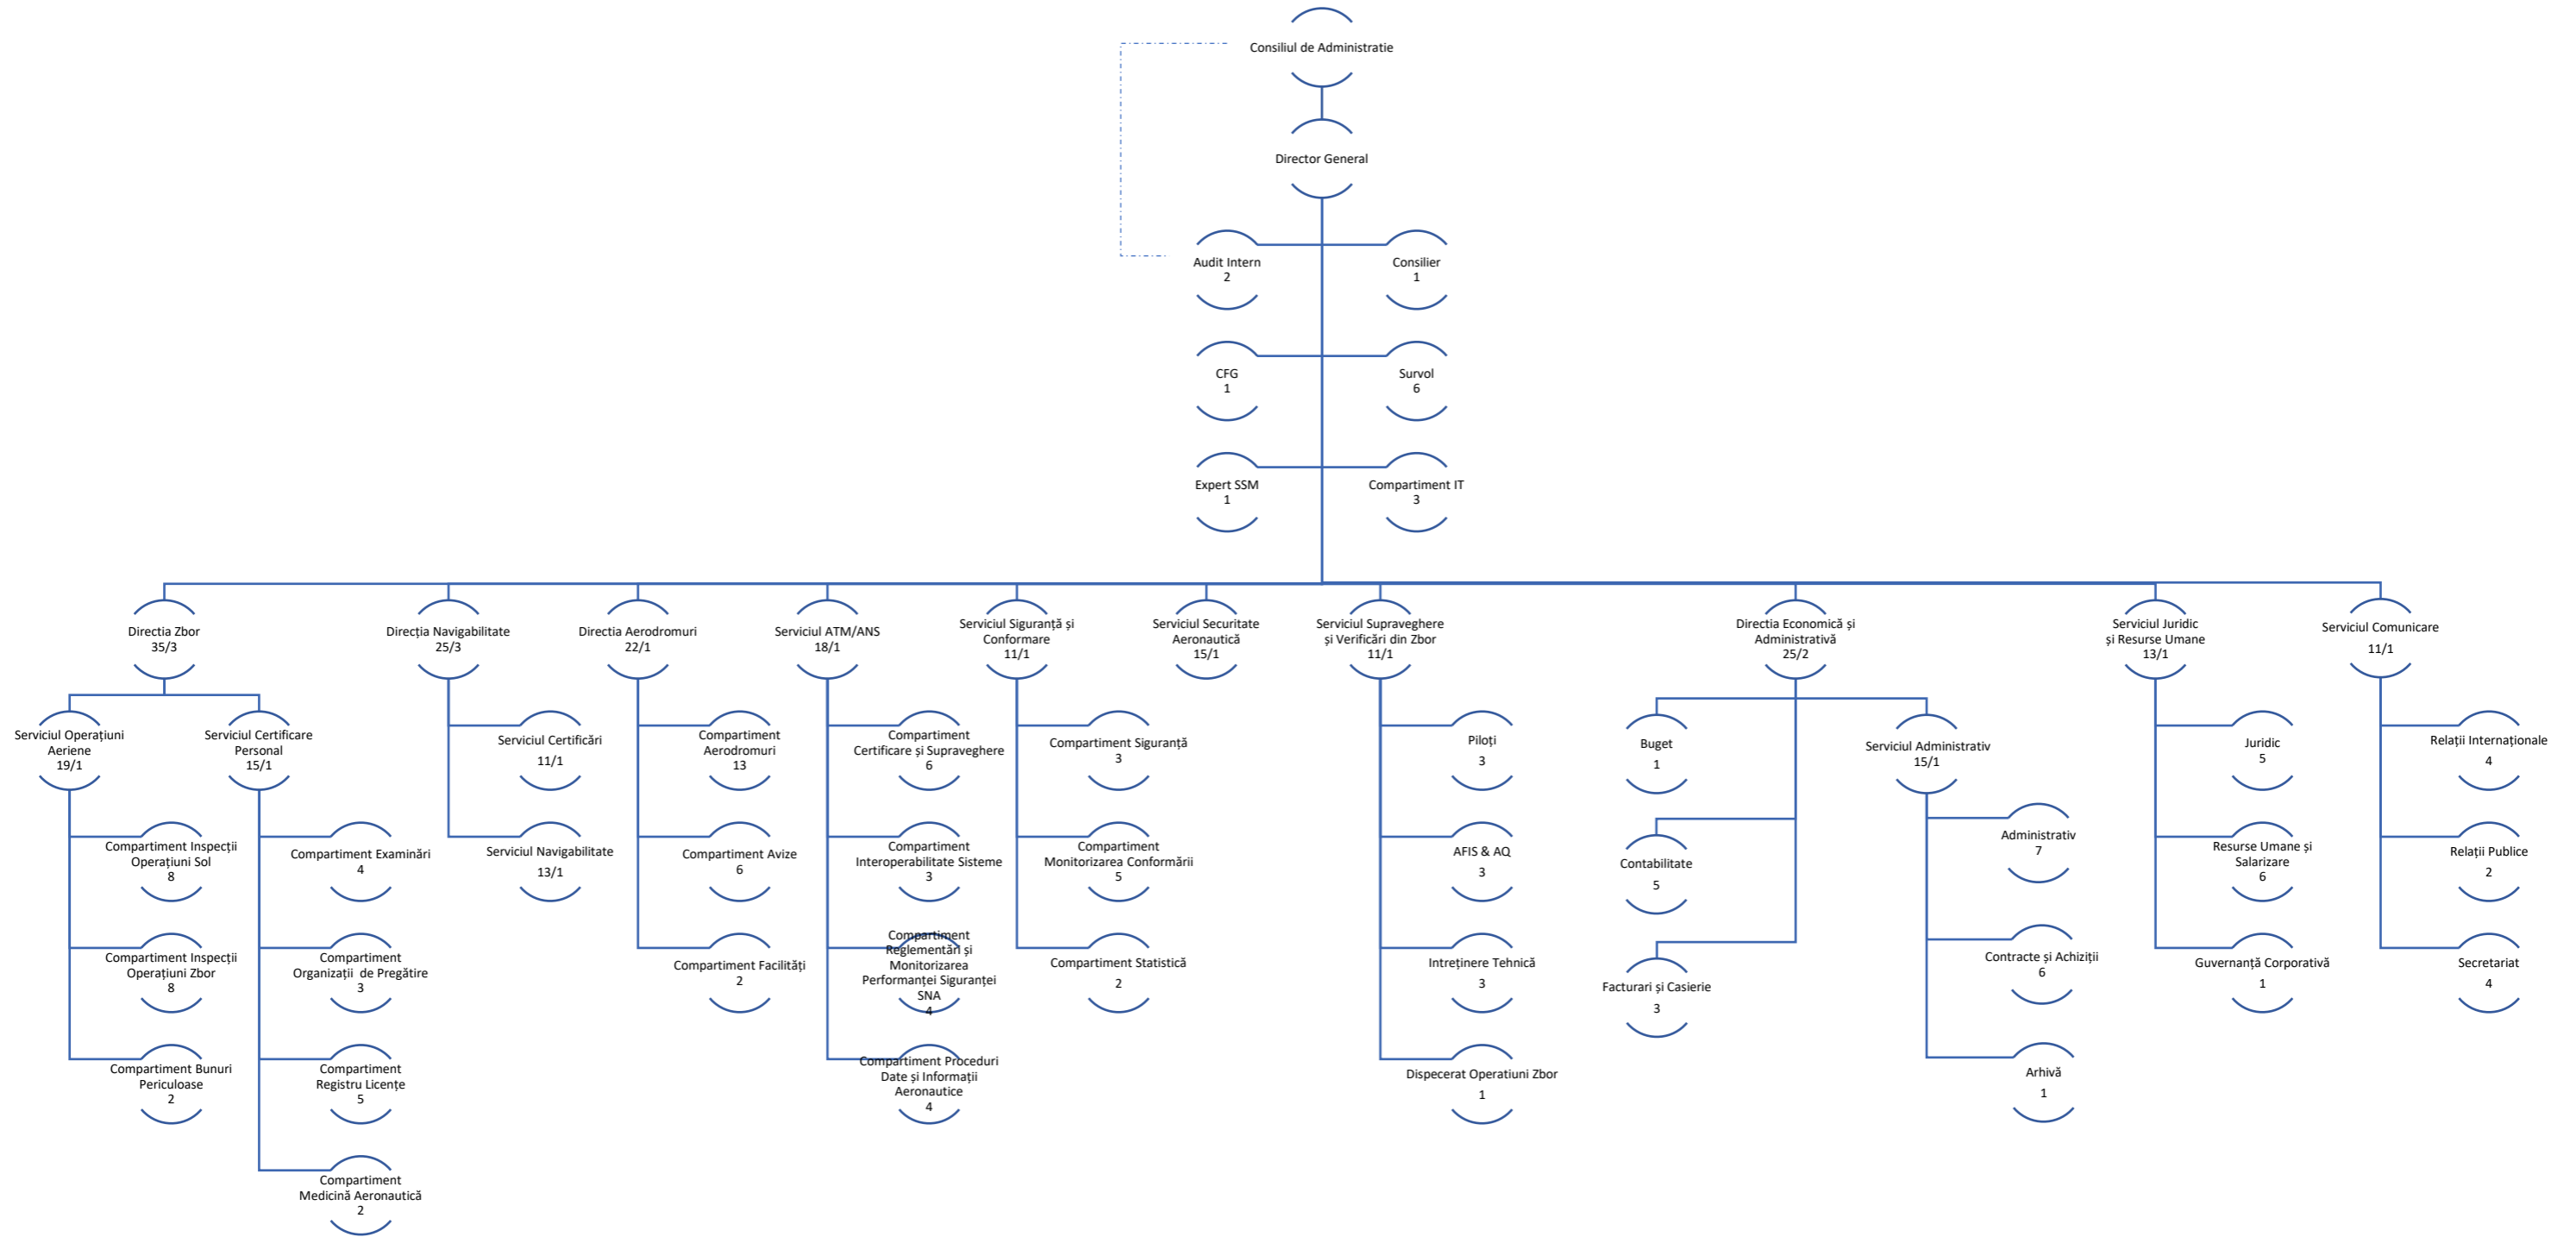 Consiliul de Administratie
Director General
Audit Intern
2
Consilier
1
CFG
1
Survol
6
Expert SSM
1
Compartiment IT
3
Directia Zbor
35/3
Direcția Navigabilitate
25/3
Directia Aerodromuri
22/1
Serviciul ATM/ANS
18/1
Serviciul Siguranță și
Conformare
11/1
Serviciul Securitate
Aeronautică
15/1
Serviciul Supraveghere
și Verificări din Zbor
11/1
Directia Economică și
Administrativă
25/2
Serviciul Juridic
și Resurse Umane
13/1
Serviciul Comunicare
11/1
Serviciul Operațiuni
Aeriene
19/1
Compartiment Inspecții
Operațiuni Sol
8
Compartiment Inspecții
Operațiuni Zbor
8
Compartiment Bunuri
Periculoase
2
Serviciul Certificare
Personal
15/1
Compartiment Examinări
4
Compartiment
Organizații  de Pregătire
3
Compartiment
Registru Licențe
5
Compartiment
Medicină Aeronautică
2
Serviciul Certificări
11/1
Serviciul Navigabilitate
13/1
Compartiment
Aerodromuri
13
Compartiment Avize
6
Compartiment Facilități
2
Compartiment
Certificare și Supraveghere
6
Compartiment
Interoperabilitate Sisteme
3
Compartiment
Reglementări și
Monitorizarea
Performanței Siguranței
SNA
4
Compartiment Proceduri
Date și Informații
Aeronautice
4
Compartiment Siguranță
3
Compartiment
Monitorizarea Conformării
5
Compartiment Statistică
2
Piloți
3
AFIS & AQ
3
Intreținere Tehnică
3
Dispecerat Operatiuni Zbor
1
Buget
1
Contabilitate
5
Facturari și Casierie
3
Serviciul Administrativ
15/1
Administrativ
7
Contracte și Achiziții
6
Arhivă
1
Juridic
5
Resurse Umane și
Salarizare
6
Guvernanță Corporativă
1
Relații Internaționale
4
Relații Publice
2
Secretariat
4